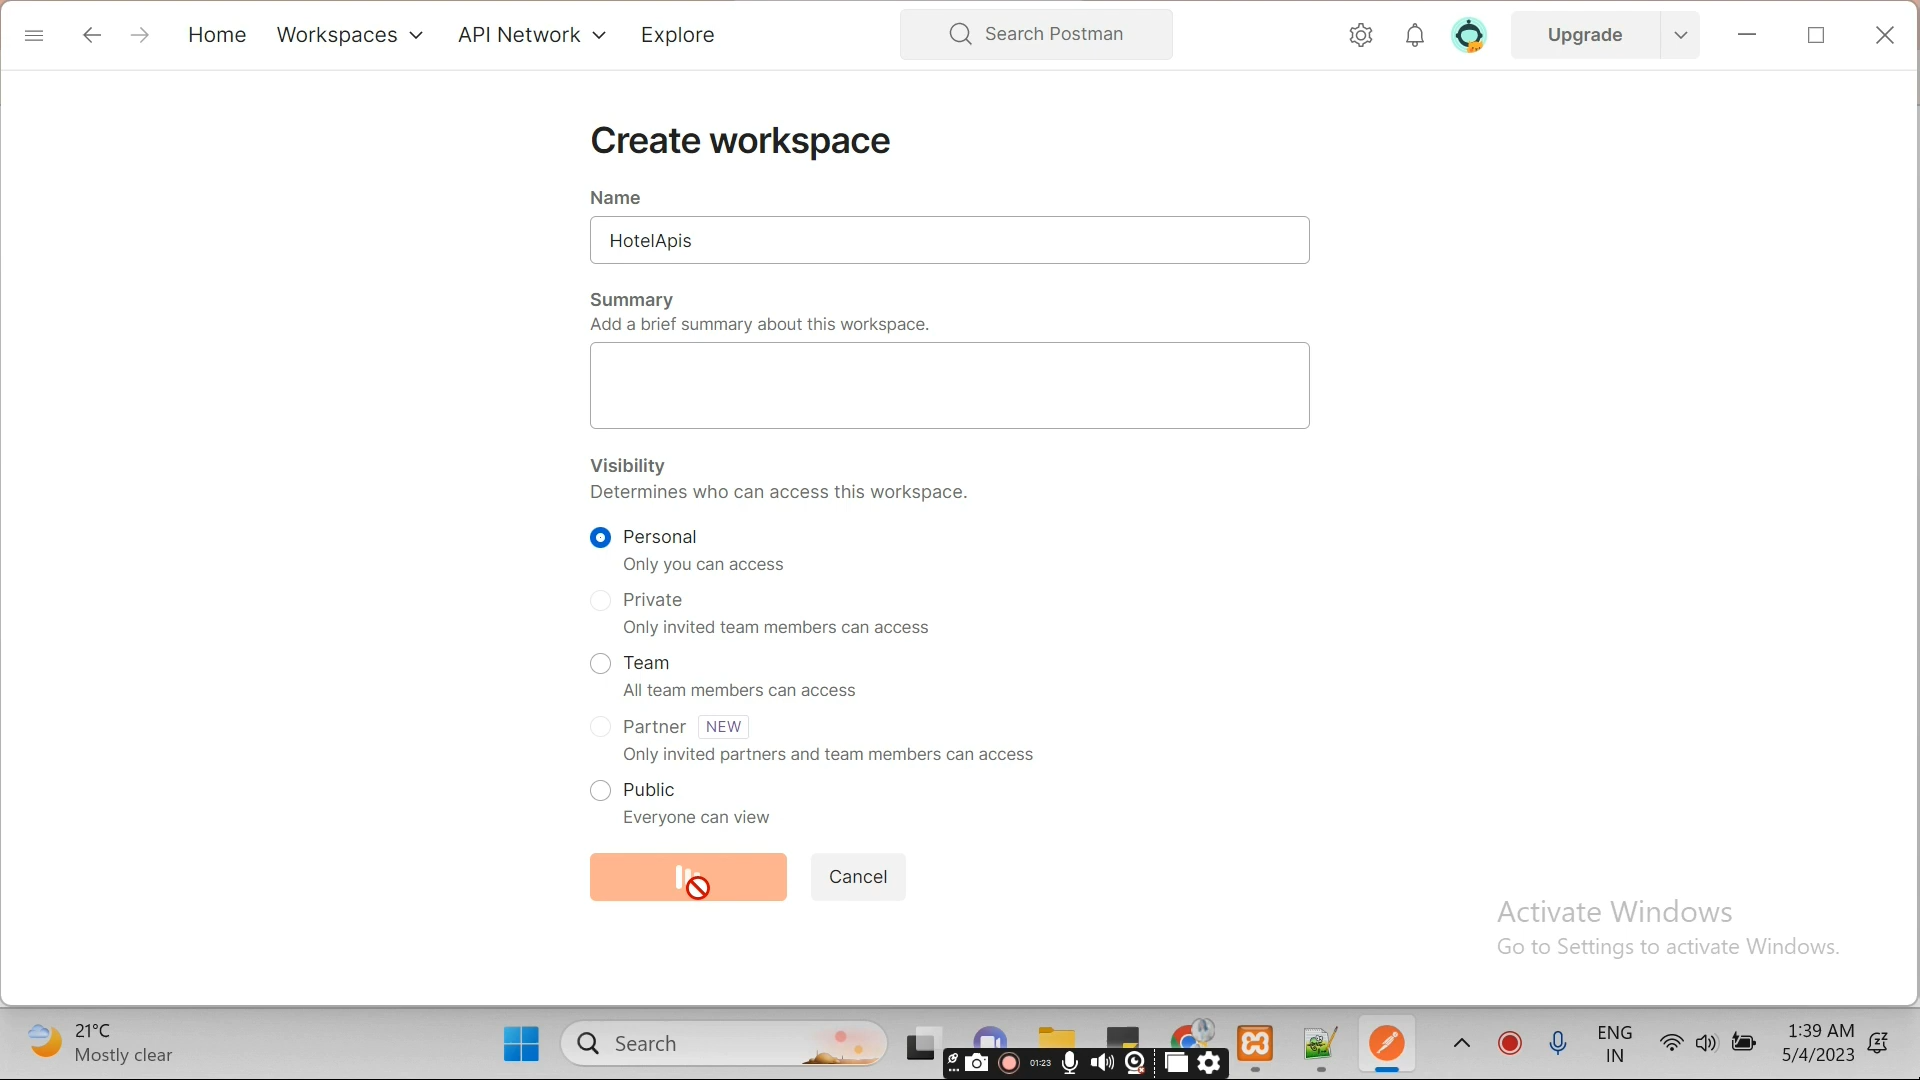 Home Workspaces API Network Explore Search Postman Upgrade
Create workspace
Name
HotelApis
Summary
Add a brief summary about this workspace.
Visibility
Determines who can access this workspace.
Personal
Only you can access
Private
Only invited team members can access
Team
All team members can access
Partner NEW
Only invited partners and team members can access
Public
Everyone can view
Cancel
Activate Windows
Go to Settings to activate Windows.
21°C
Mostly clear
Search
01:23
ENG
IN
1:39 AM
5/4/2023